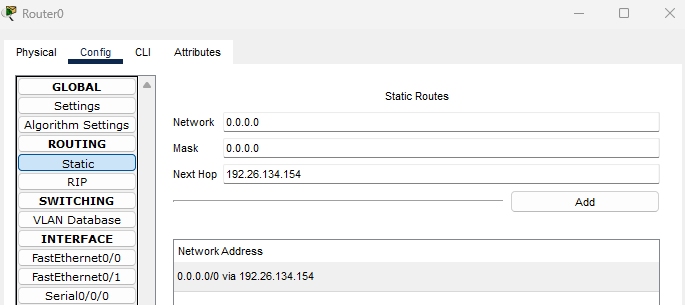 Router0
Physical Config CLI Attributes
GLOBAL
Settings
Algorithm Settings
ROUTING
Static
RIP
SWITCHING
VLAN Database
INTERFACE
FastEthernet0/0
FastEthernet0/1
Serial0/0/0
Static Routes
Network 0.0.0.0
Mask 0.0.0.0
Next Hop 192.26.134.154
Add
Network Address
0.0.0.0/0 via 192.26.134.154